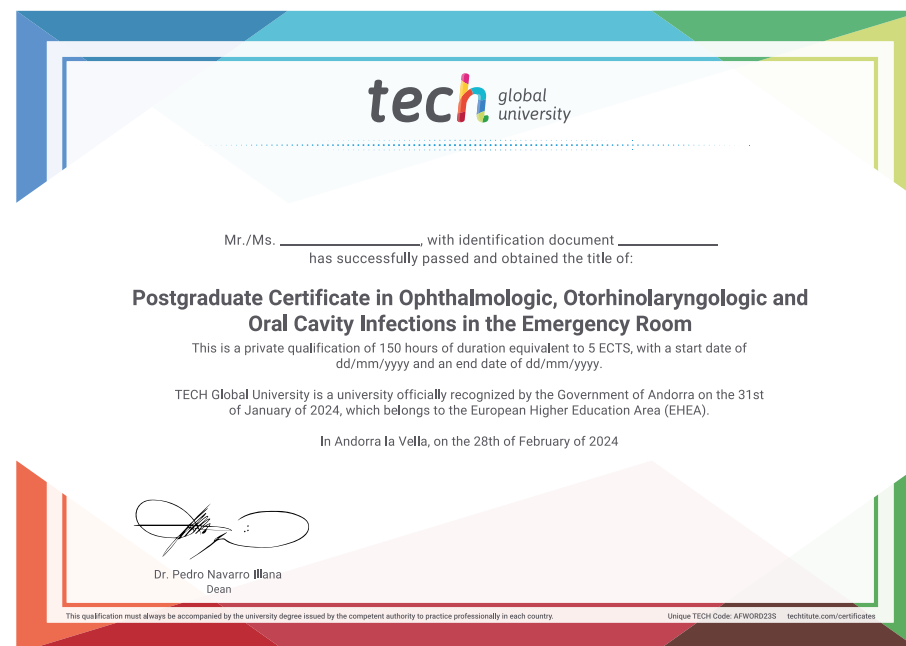 tech global university
Mr./Ms. ____________, with identification document ____________
has successfully passed and obtained the title of:
Postgraduate Certificate in Ophthalmologic, Otorhinolaryngologic and
Oral Cavity Infections in the Emergency Room
This is a private qualification of 150 hours of duration equivalent to 5 ECTS, with a start date of
dd/mm/yyyy and an end date of dd/mm/yyyy.
TECH Global University is a university officially recognized by the Government of Andorra on the 31st
of January of 2024, which belongs to the European Higher Education Area (EHEA).
In Andorra la Vella, on the 28th of February of 2024
Dr. Pedro Navarro Illana
Dean
This qualification must always be accompanied by the university degree issued by the competent authority to practice professionally in each country.
Unique TECH Code: AFWORD23S techtitute.com/certificates